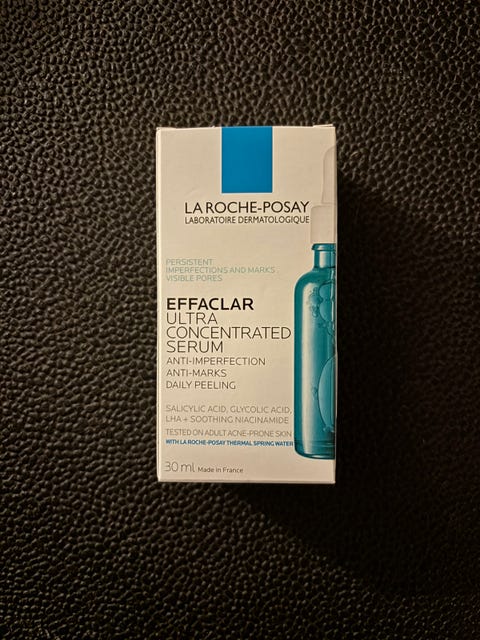 LA ROCHE-POSAY
LABORATOIRE DERMATOLOGIQUE
PERSISTENT
IMPERFECTIONS AND MARKS,
VISIBLE PORES
EFFACLAR
ULTRA
CONCENTRATED
SERUM
ANTI-IMPERFECTION
ANTI-MARKS
DAILY PEELING
SALICYLIC ACID, GLYCOLIC ACID,
LHA + SOOTHING NIACINAMIDE
TESTED ON ADULT ACNE-PRONE SKIN
WITH LA ROCHE-POSAY THERMAL SPRING WATER
30 ml Made in France